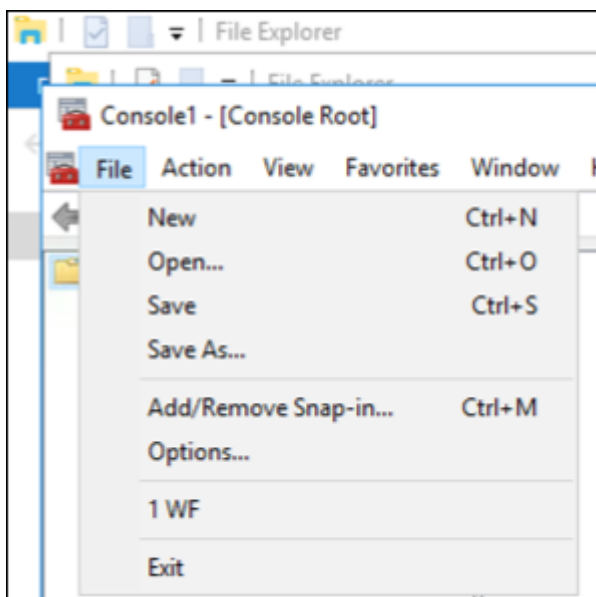 File Explorer
File Explorer
Console1 - [Console Root]
File Action View Favorites Window
New Ctrl+N
Open... Ctrl+O
Save Ctrl+S
Save As...
Add/Remove Snap-in... Ctrl+M
Options...
1 WF
Exit